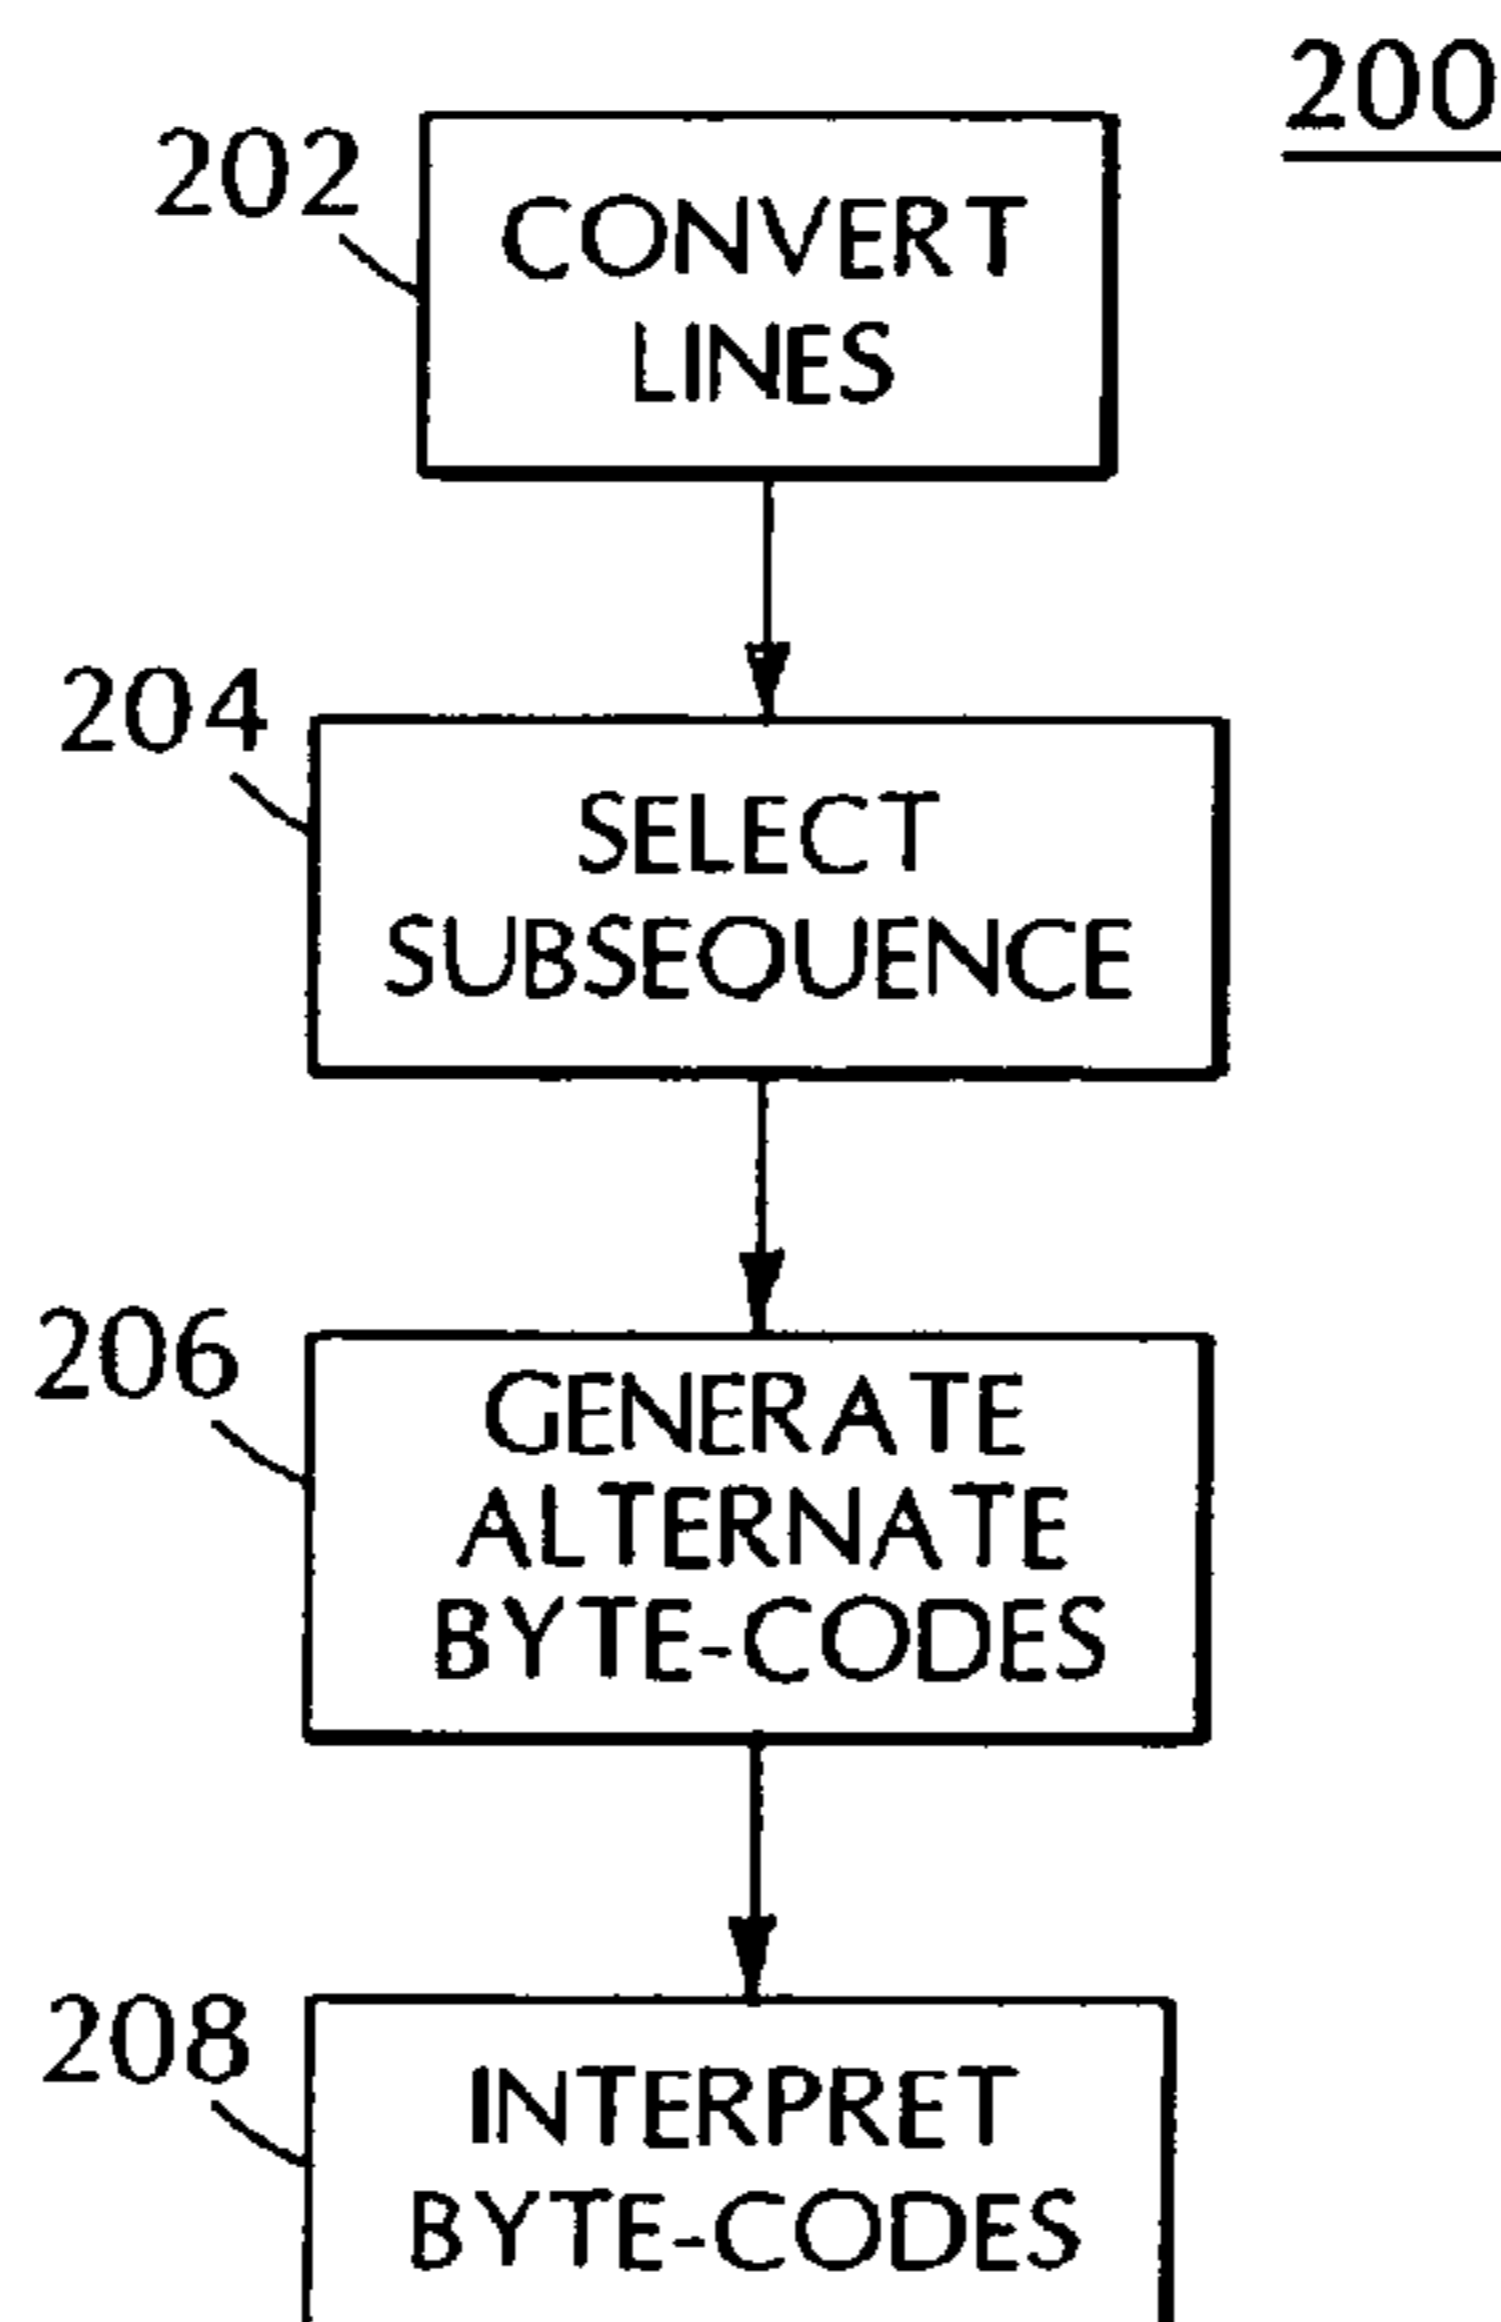 200
202
CONVERT
LINES
204
SELECT
SUBSEQUENCE
206
GENERATE
ALTERNATE
BYTE-CODES
208
INTERPRET
BYTE-CODES